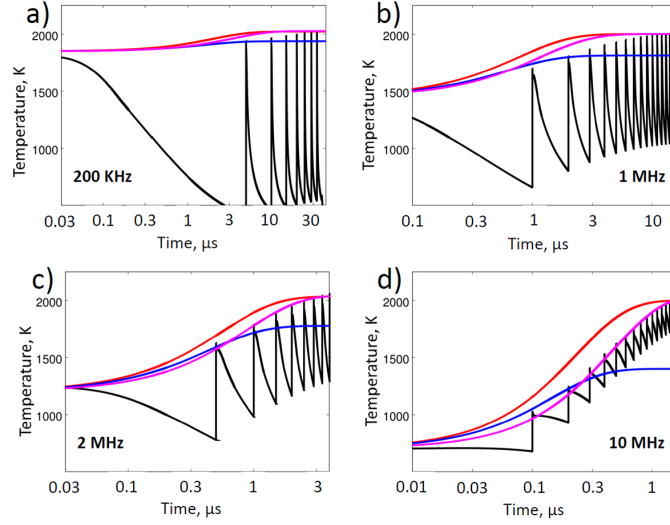 a)
Temperature, K
2000
1500
1000
200 KHz
0.03 0.1 0.3 1 3 10 30
Time, μs
b)
Temperature, K
2000
1500
1000
1 MHz
0.1 0.3 1 3 10
Time, μs
c)
Temperature, K
2000
1500
1000
2 MHz
0.03 0.1 0.3 1 3
Time, μs
d)
Temperature, K
2000
1500
1000
10 MHz
0.01 0.03 0.1 0.3 1
Time, μs